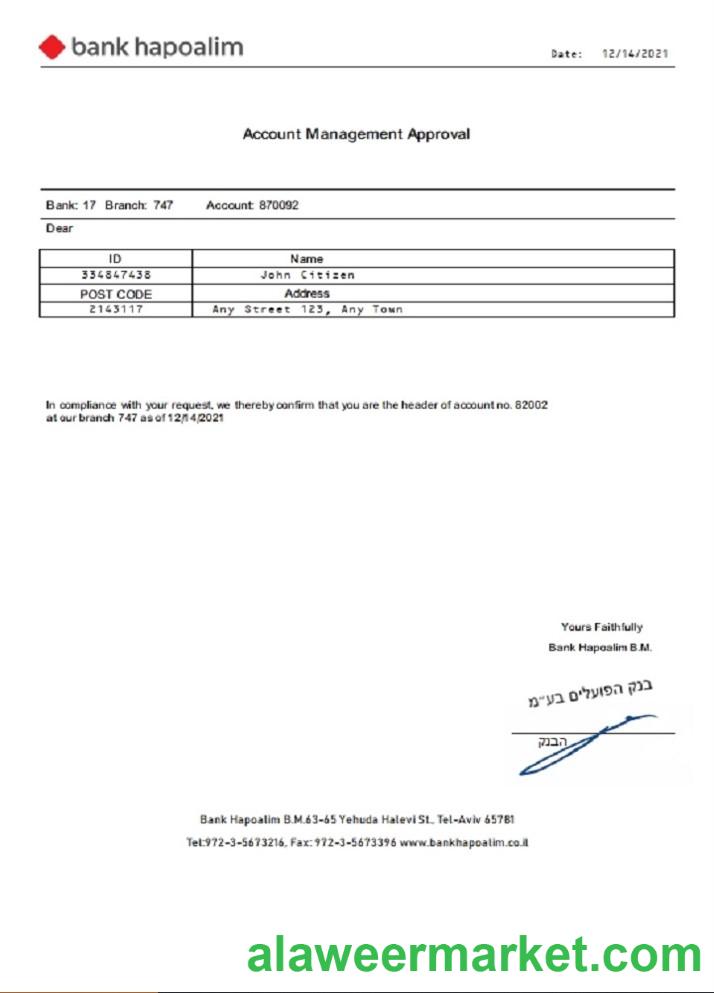 bank hapoalim
Date: 12/14/2021
Account Management Approval
Bank: 17 Branch: 747 Account: 870092
Dear
ID Name
334847438 John Citizen
POST CODE Address
2143117 Any Street 123, Any Town
In compliance with your request, we thereby confirm that you are the header of account no. 82002
at our branch 747 as of 12/14/2021
Yours Faithfully
Bank Hapoalim B.M.
בנק הפועלים בע״מ
הבנק
Bank Hapoalim B.M.63-65 Yehuda Halevi St., Tel-Aviv 65781
Tel:972-3-5673216, Fax: 972-3-5673396 www.bankhapoalim.co.il
alaweermarket.com